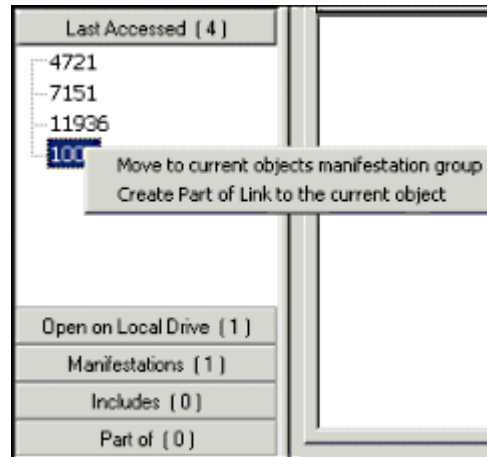 Last Accessed ( 4 )
4721
7151
11936
Move to current objects manifestation group
Create Part of Link to the current object
Open on Local Drive ( 1 )
Manifestations ( 1 )
Includes ( 0 )
Part of ( 0 )